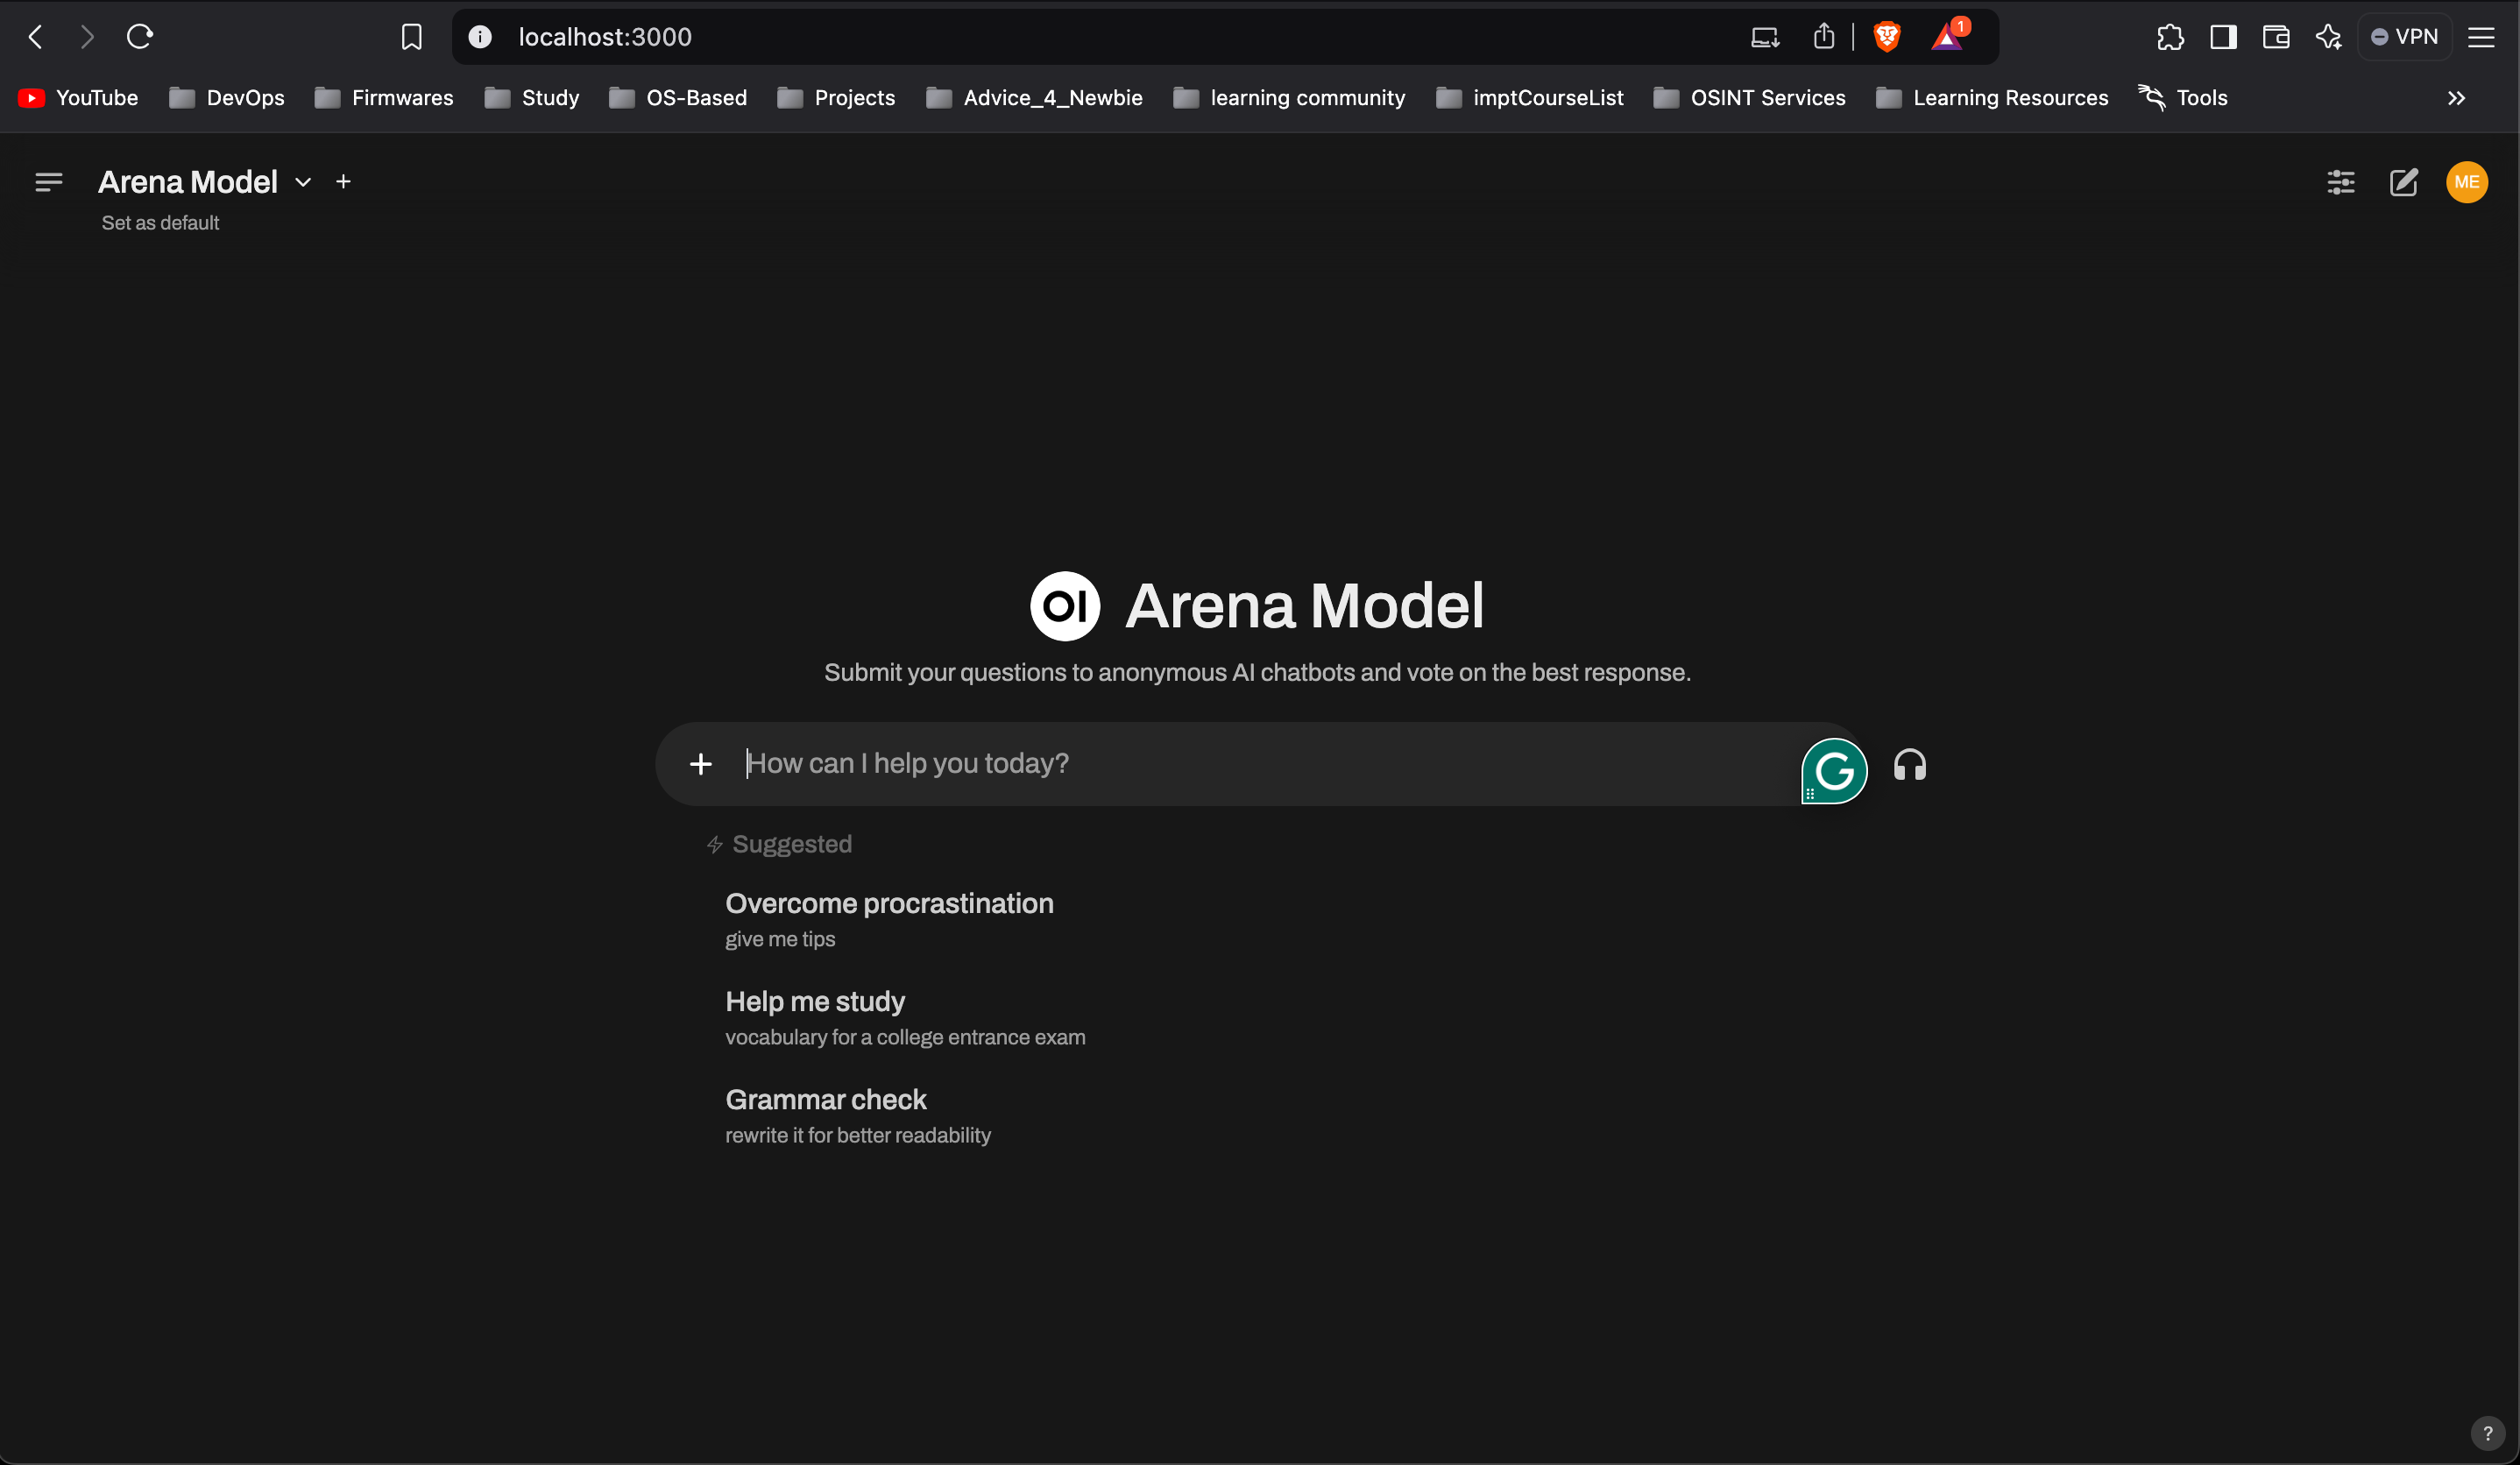 localhost:3000
1
VPN
YouTube
DevOps
Firmwares
Study
OS-Based
Projects
Advice_4_Newbie
learning community
imptCourseList
OSINT Services
Learning Resources
Tools
Arena Model
Set as default
ME
OI
Arena Model
Submit your questions to anonymous AI chatbots and vote on the best response.
How can I help you today?
G
Suggested
Overcome procrastination
give me tips
Help me study
vocabulary for a college entrance exam
Grammar check
rewrite it for better readability
?